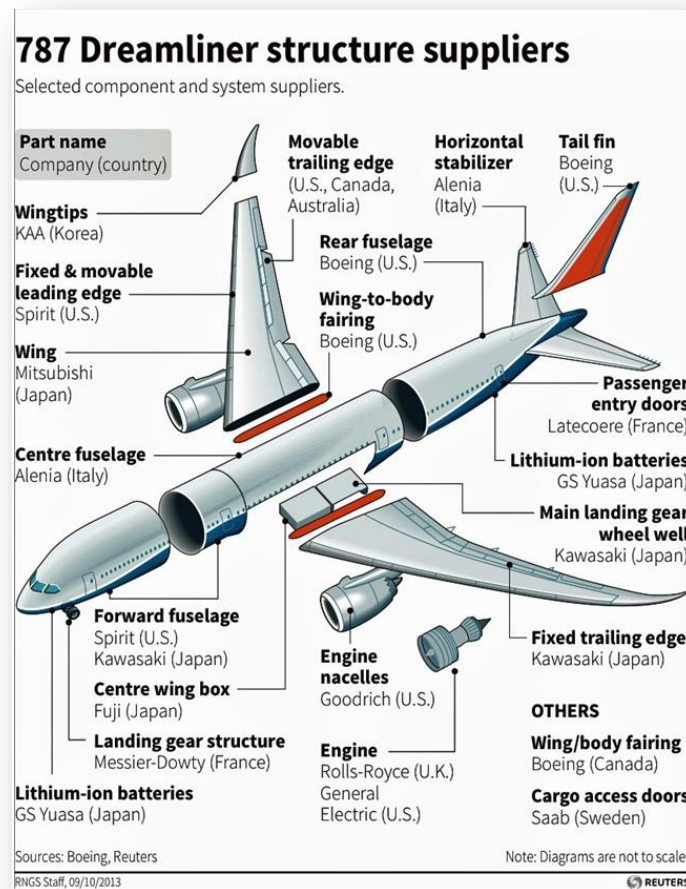 787 Dreamliner structure suppliers
Selected component and system suppliers.
Part name
Company (country)
Wingtips
KAA (Korea)
Fixed & movable
leading edge
Spirit (U.S.)
Wing
Mitsubishi
(Japan)
Centre fuselage
Alenia (Italy)
Movable
trailing edge
(U.S., Canada,
Australia)
Rear fuselage
Boeing (U.S.)
Wing-to-body
fairing
Boeing (U.S.)
Horizontal
stabilizer
Alenia
(Italy)
Tail fin
Boeing
(U.S.)
Passenger
entry doors
Latecoere (France)
Lithium-ion batteries
GS Yuasa (Japan)
Main landing gear
wheel well
Kawasaki (Japan)
Forward fuselage
Spirit (U.S.)
Kawasaki (Japan)
Centre wing box
Fuji (Japan)
Landing gear structure
Messier-Dowty (France)
Lithium-ion batteries
GS Yuasa (Japan)
Engine
nacelles
Goodrich (U.S.)
Engine
Rolls-Royce (U.K.)
General
Electric (U.S.)
Fixed trailing edge
Kawasaki (Japan)
OTHERS
Wing/body fairing
Boeing (Canada)
Cargo access doors
Saab (Sweden)
Sources: Boeing, Reuters
Note: Diagrams are not to scale
RNGS Staff, 09/10/2013
REUTERS